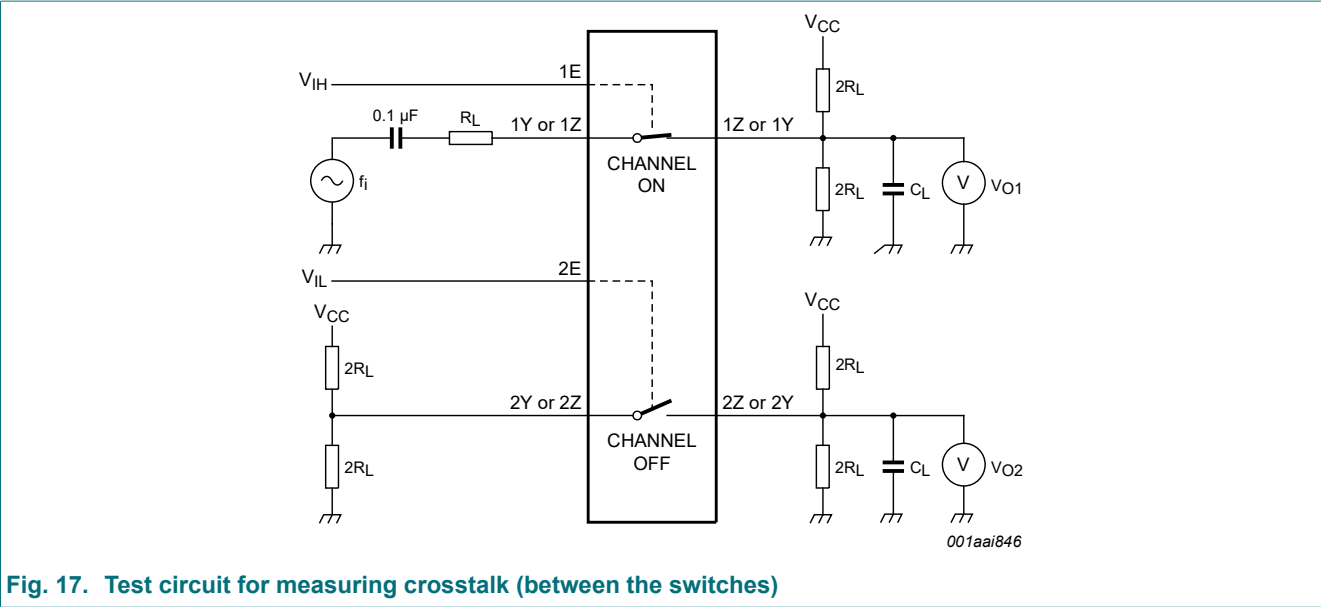 VCC
VIH
1E
2RL
0.1 µF
RL
1Y or 1Z
1Z or 1Y
fi
CHANNEL
ON
2RL
CL
V
VO1
VIL
2E
VCC
VCC
2RL
2RL
2Y or 2Z
2Z or 2Y
CHANNEL
OFF
2RL
2RL
CL
V
VO2
001aai846
Fig. 17. Test circuit for measuring crosstalk (between the switches)